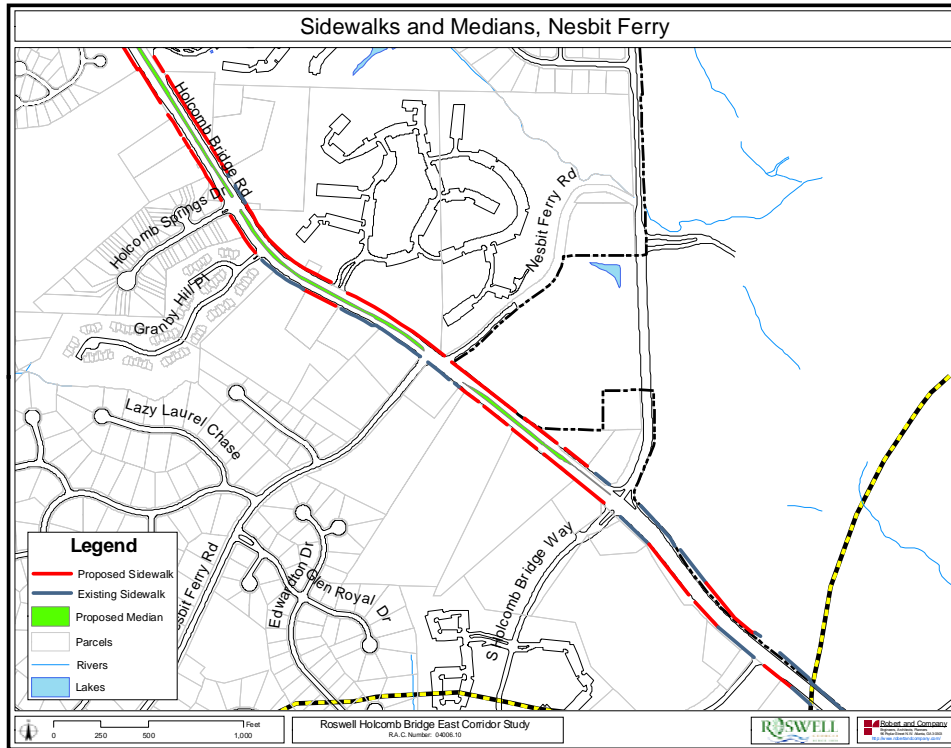 Sidewalks and Medians, Nesbit Ferry
Holcomb Bridge Rd
Holcomb Springs Dr
Nesbit Ferry Rd
Granby Hill Pl
Lazy Laurel Chase
Edwardton Dr
Glen Royal Dr
S Holcomb Bridge Way
Ferry Rd
Legend
Proposed Sidewalk
Existing Sidewalk
Proposed Median
Parcels
Rivers
Lakes
Feet
0 250 500 1,000
Roswell Holcomb Bridge East Corridor Study
R.A.C. Number: 04006.10
ROSWELL
Robert and Company
Engineers, Architects, Planners